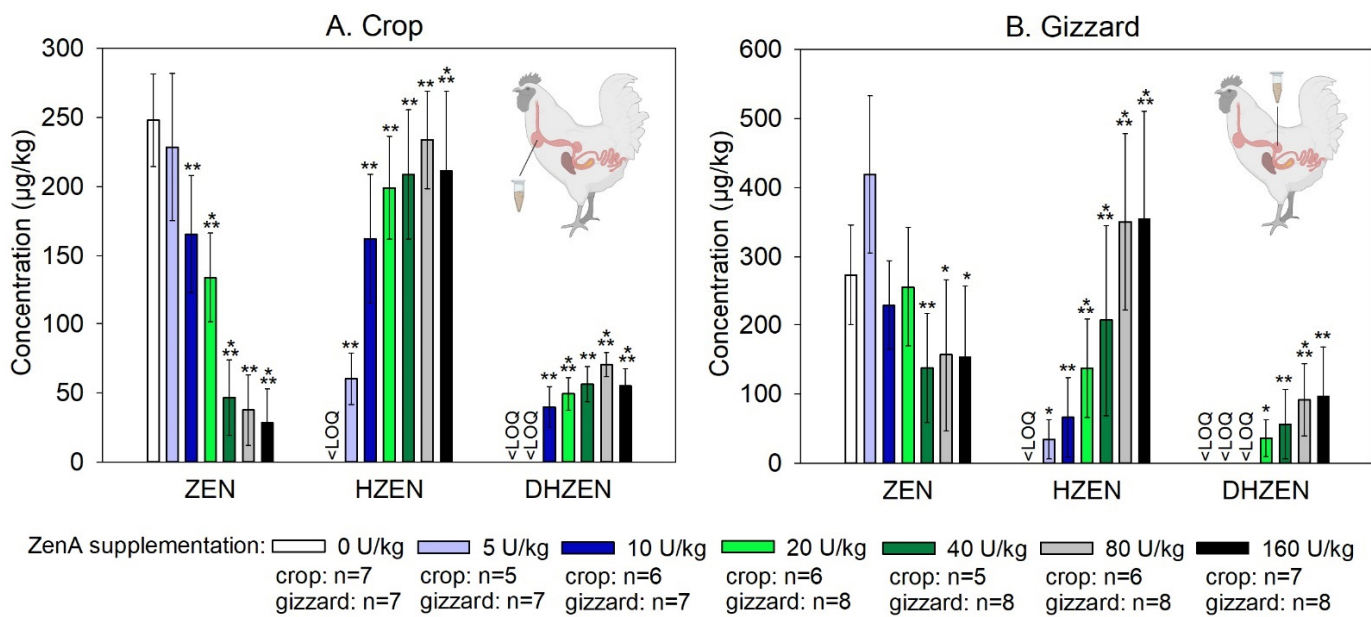 A. Crop
Concentration (µg/kg)
300
250
200
150
100
50
0
** *
** *
** *
** ** *
** ** ** ** ** *
**
** *
** ** *
** *
**
<LOQ
<LOQ
<LOQ
ZEN HZEN DHZEN
B. Gizzard
Concentration (µg/kg)
600
500
400
300
200
100
0
** * *
* ** *
** *
** *
** *
** *
* ** *
** **
<LOQ
<LOQ
<LOQ
<LOQ
ZEN HZEN DHZEN
ZenA supplementation: 0 U/kg 5 U/kg 10 U/kg 20 U/kg 40 U/kg 80 U/kg 160 U/kg
crop: n=7 crop: n=5 crop: n=6 crop: n=6 crop: n=5 crop: n=6 crop: n=7
gizzard: n=7 gizzard: n=7 gizzard: n=7 gizzard: n=8 gizzard: n=8 gizzard: n=8 gizzard: n=8